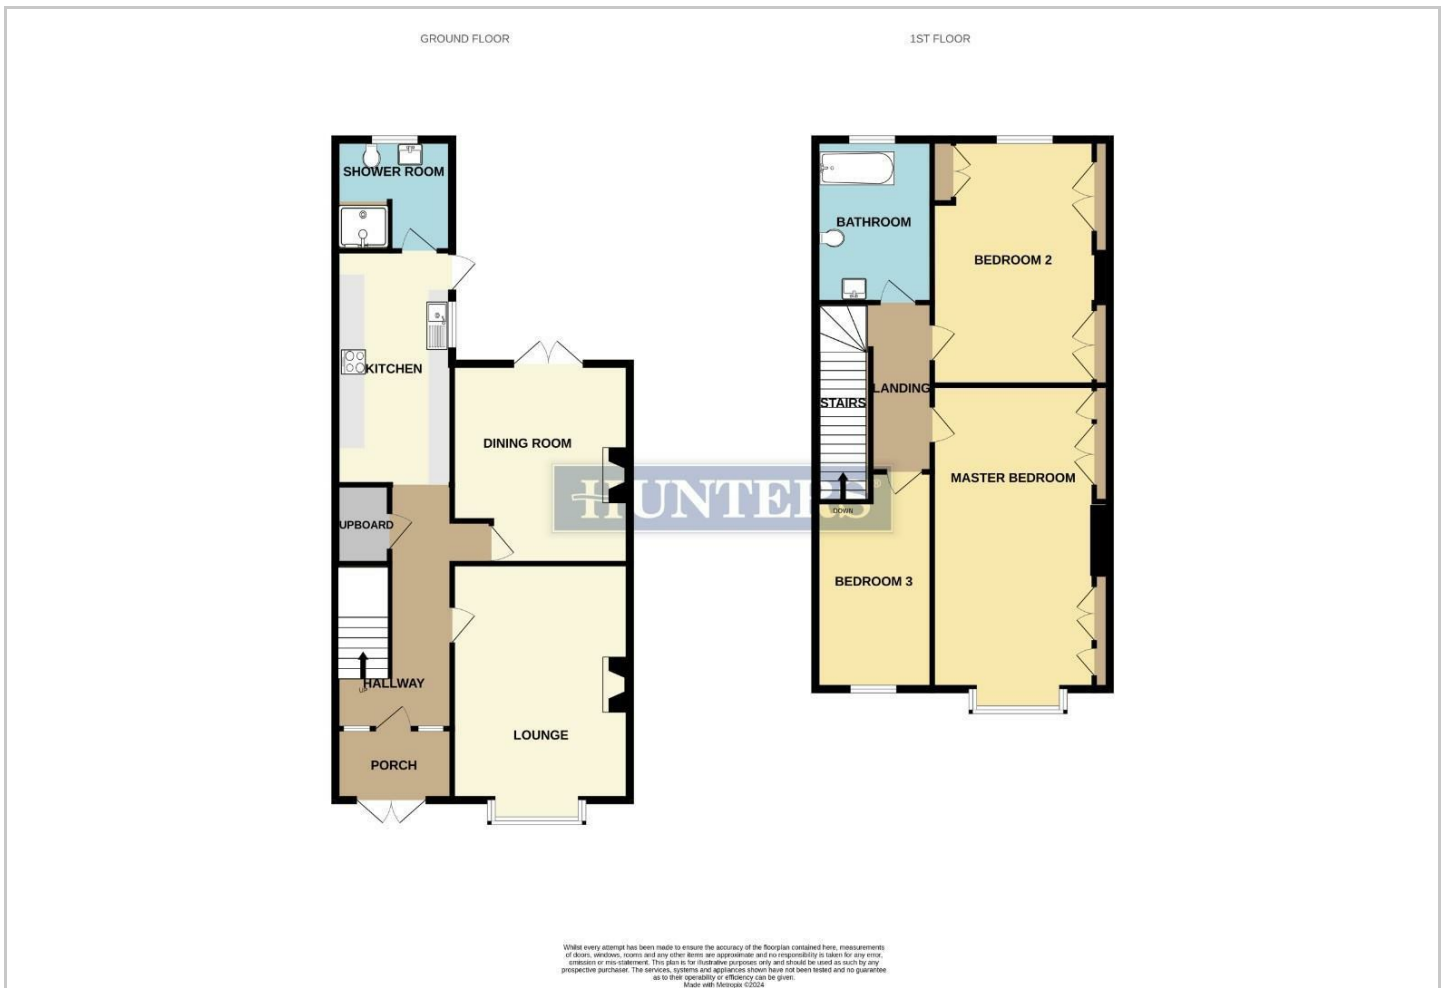 GROUND FLOOR
1ST FLOOR
SHOWER ROOM
KITCHEN
DINING ROOM
UPBOARD
HALLWAY
UP
LOUNGE
PORCH
BATHROOM
BEDROOM 2
LANDING
STAIRS
MASTER BEDROOM
DOWN
BEDROOM 3
HUNTERS®
Whilst every attempt has been made to ensure the accuracy of the floorplan contained here, measurements
of doors, windows, rooms and any other items are approximate and no responsibility is taken for any error,
omission or mis-statement. This plan is for illustrative purposes only and should be used as such by any
prospective purchaser. The services, systems and appliances shown have not been tested and no guarantee
as to their operability or efficiency can be given.
Made with Metropix ©2024